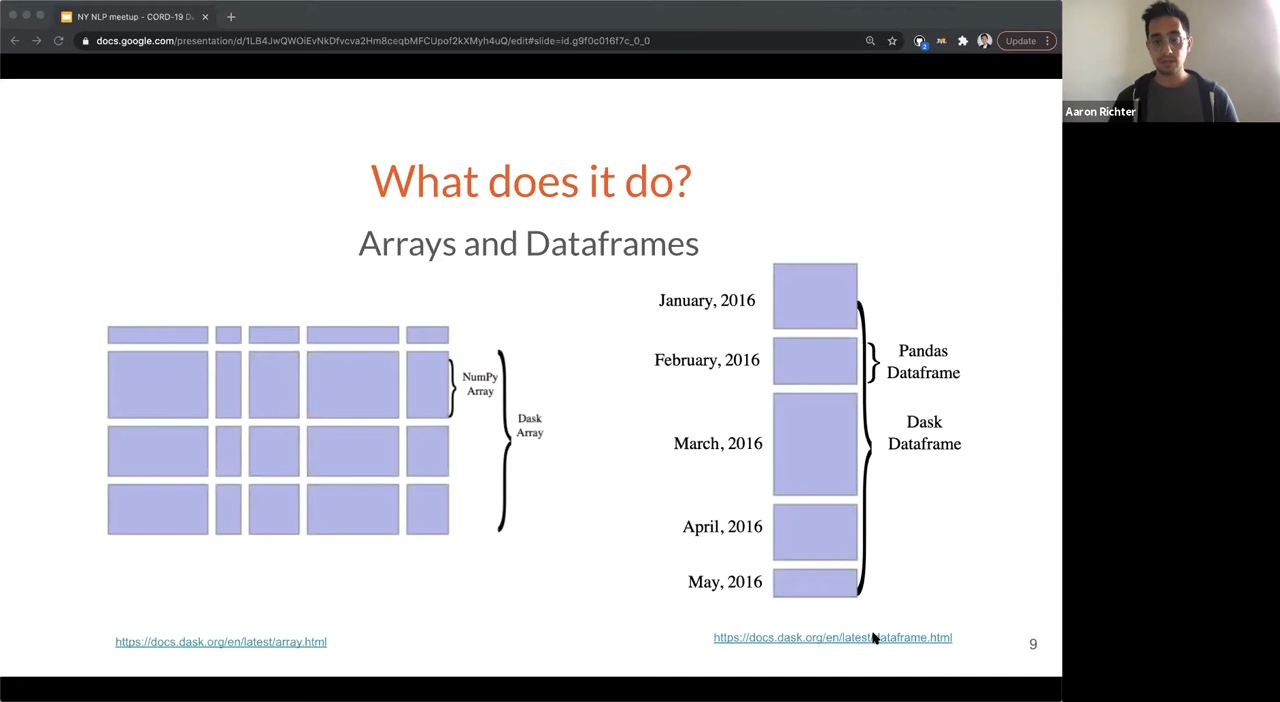 NY NLP meetup - CORD-19 Da
docs.google.com/presentation/d/1LB4JwQWOiEvNkDfvcva2Hm8ceqbMFCUpof2kXMyh4uQ/edit#slide=id.g9f0c016f7c_0_0
Update
Aaron Richter
What does it do?
Arrays and Dataframes
NumPy
Array
Dask
Array
January, 2016
February, 2016
March, 2016
April, 2016
May, 2016
Pandas
Dataframe
Dask
Dataframe
https://docs.dask.org/en/latest/array.html
https://docs.dask.org/en/latest/dataframe.html
9